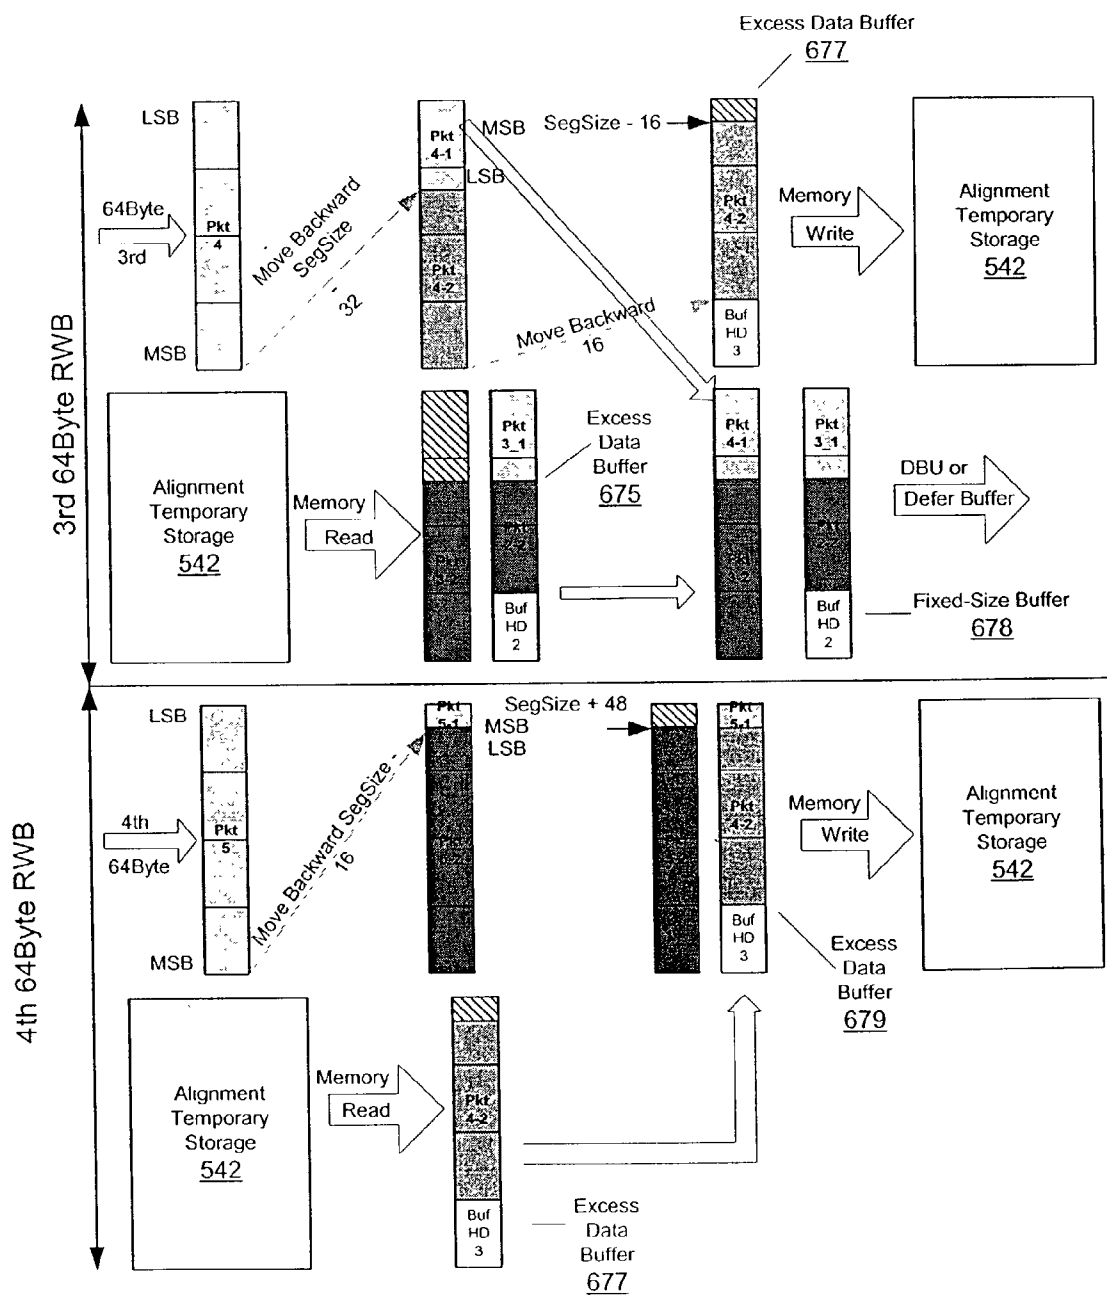 Excess Data Buffer
677
3rd 64Byte RWB
LSB
64Byte
3rd
Pkt
4
MSB
Move Backward
SegSize -
32
Pkt
4-1
MSB
LSB
Pkt
4-2
SegSize - 16
Move Backward
16
Pkt
4-2
Buf
HD
3
Memory
Write
Alignment
Temporary
Storage
542
Alignment
Temporary
Storage
542
Memory
Read
Pkt
3_1
Buf
HD
2
Excess
Data
Buffer
675
Pkt
4-1
Pkt
3_1
Buf
HD
2
DBU or
Defer Buffer
Fixed-Size Buffer
678
4th 64Byte RWB
LSB
4th
64Byte
Pkt
5
MSB
Move Backward SegSize -
16
Pkt
5-1
MSB
LSB
SegSize + 48
Pkt
5-1
Pkt
4-2
Buf
HD
3
Memory
Write
Alignment
Temporary
Storage
542
Excess
Data
Buffer
679
Alignment
Temporary
Storage
542
Memory
Read
Pkt
4-2
Buf
HD
3
Excess
Data
Buffer
677